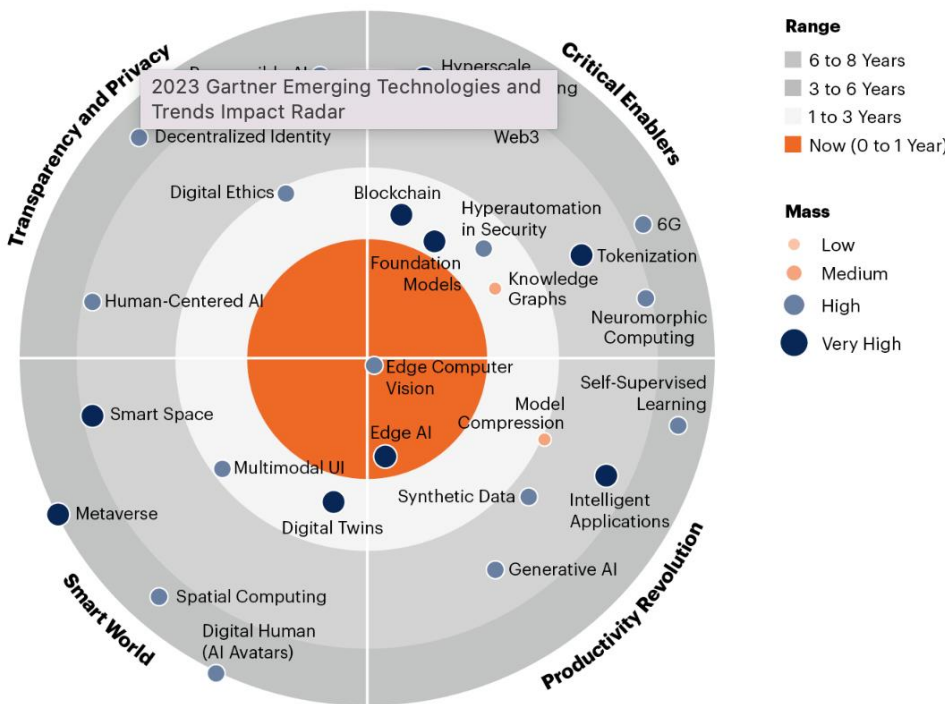 Transparency and Privacy
Critical Enablers
Smart World
Productivity Revolution
Hyperscale
2023 Gartner Emerging Technologies and
Trends Impact Radar
Decentralized Identity
Web3
Digital Ethics
Blockchain
Hyperautomation
in Security
6G
Foundation
Models
Tokenization
Knowledge
Graphs
Human-Centered AI
Neuromorphic
Computing
Edge Computer
Vision
Self-Supervised
Learning
Smart Space
Model
Compression
Edge AI
Multimodal UI
Synthetic Data
Intelligent
Applications
Metaverse
Digital Twins
Generative AI
Spatial Computing
Digital Human
(AI Avatars)
Range
6 to 8 Years
3 to 6 Years
1 to 3 Years
Now (0 to 1 Year)
Mass
Low
Medium
High
Very High